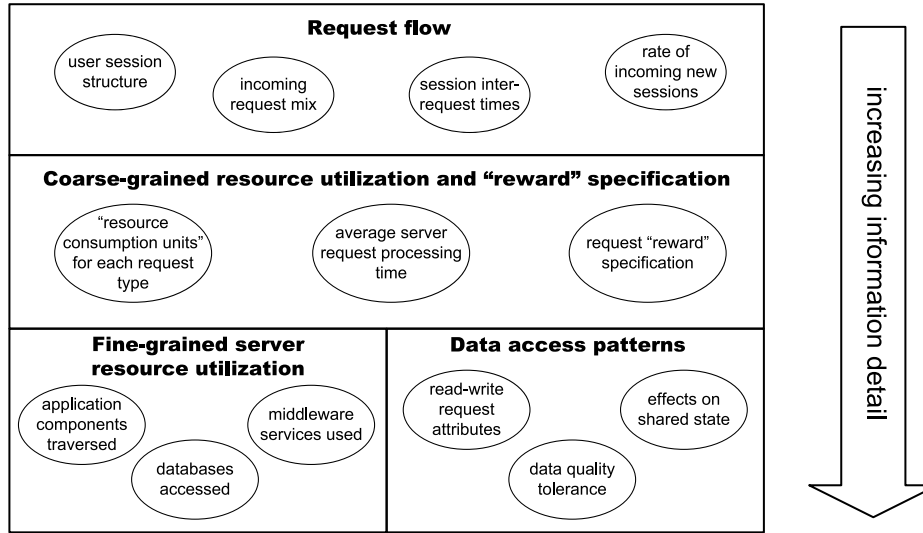 Request flow
user session
structure
incoming
request mix
session inter-
request times
rate of
incoming new
sessions
Coarse-grained resource utilization and “reward” specification
“resource
consumption units”
for each request
type
average server
request processing
time
request “reward”
specification
Fine-grained server
resource utilization
application
components
traversed
databases
accessed
middleware
services used
Data access patterns
read-write
request
attributes
data quality
tolerance
effects on
shared state
increasing information detail